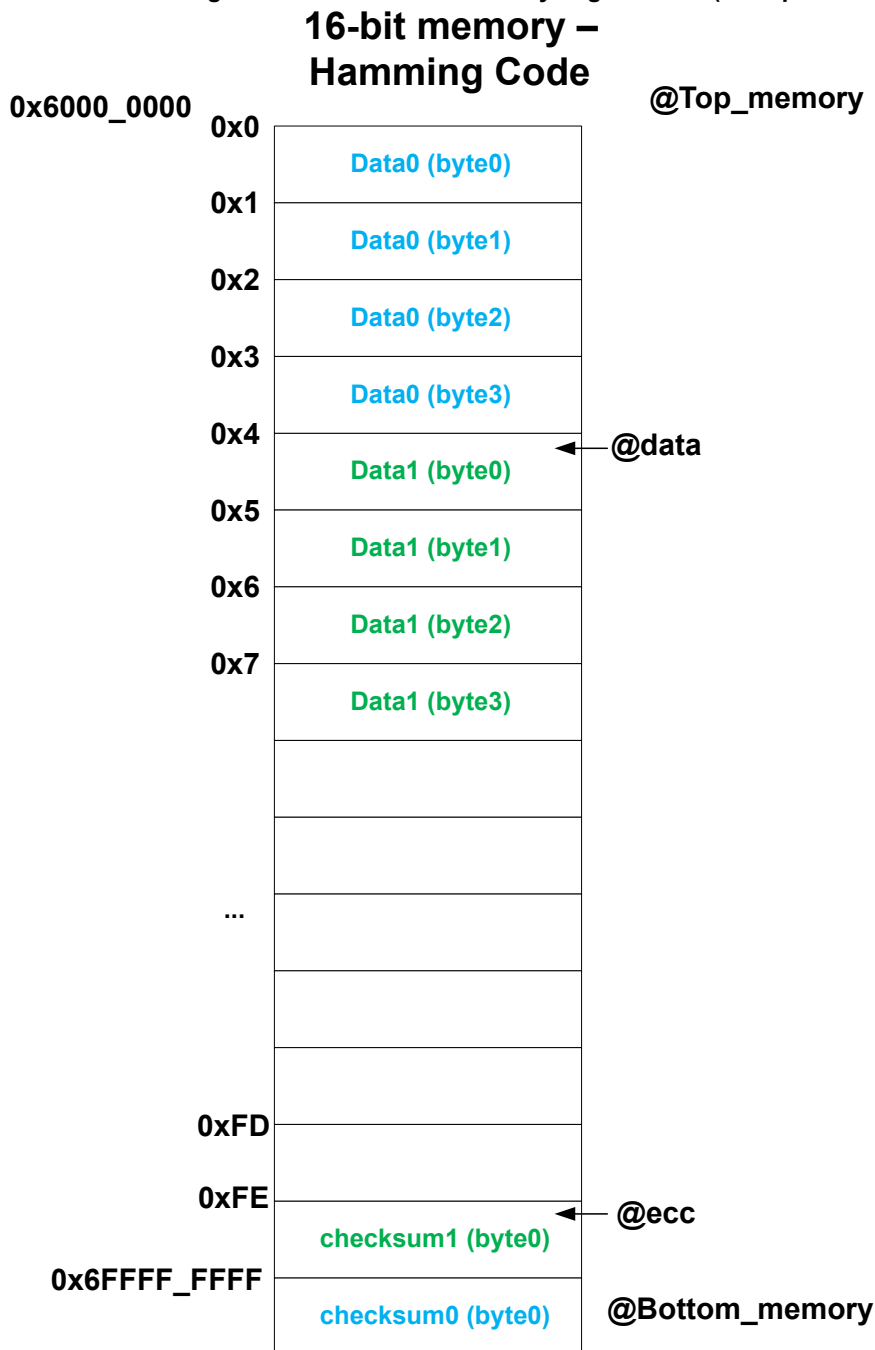 16-bit memory –
Hamming Code
0x6000_0000
@Top_memory
0x0
Data0 (byte0)
0x1
Data0 (byte1)
0x2
Data0 (byte2)
0x3
Data0 (byte3)
0x4
@data
Data1 (byte0)
0x5
Data1 (byte1)
0x6
Data1 (byte2)
0x7
Data1 (byte3)
...
0xFD
0xFE
@ecc
checksum1 (byte0)
0x6FFFF_FFFF
checksum0 (byte0)
@Bottom_memory